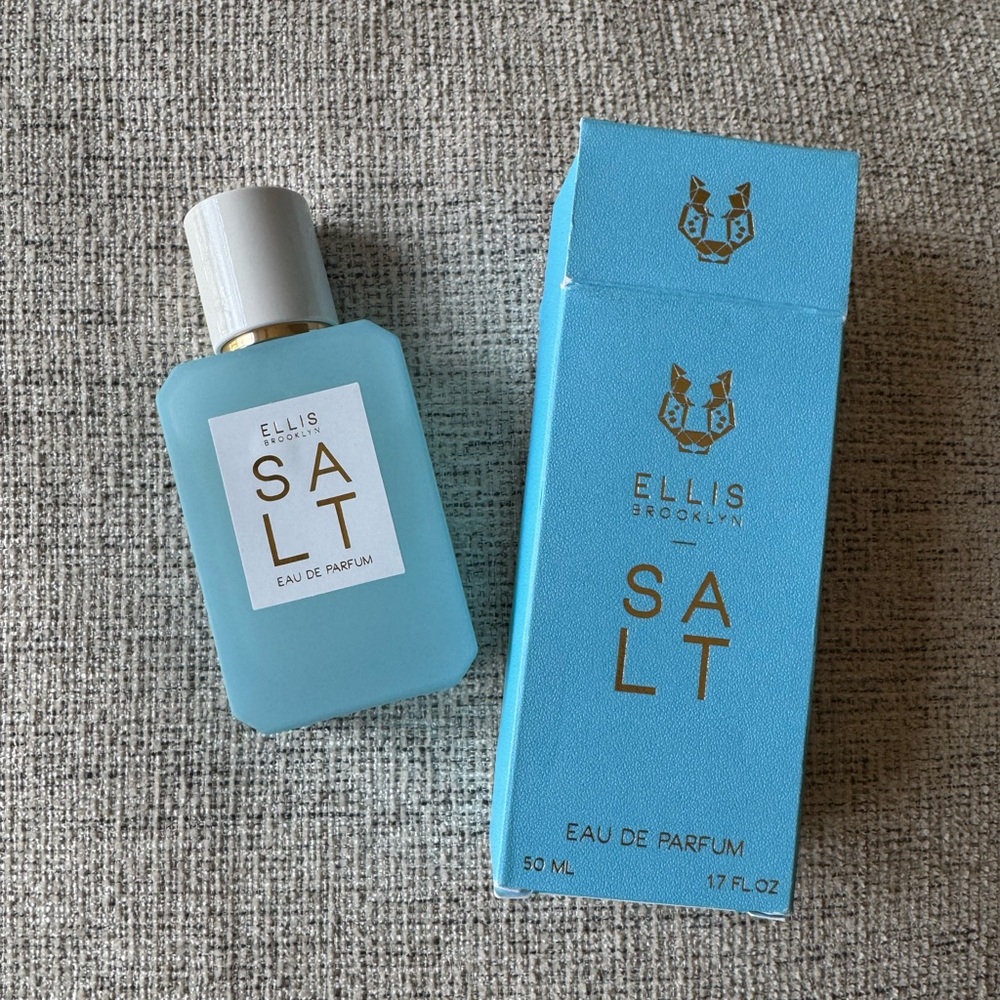 ELLIS
BROOKLYN
SA
LT
EAU DE PARFUM
ELLIS
BROOKLYN
SA
LT
EAU DE PARFUM
50 ML
1.7 FL.OZ